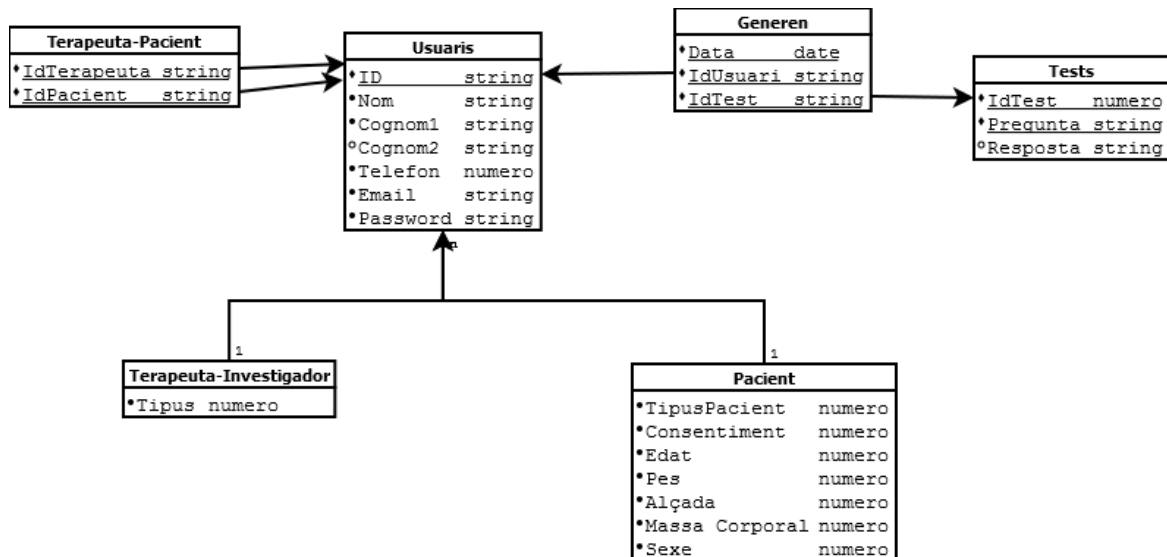 Terapeuta-Pacient
IdTerapeuta string
IdPacient string
Usuaris
ID string
Nom string
Cognom1 string
Cognom2 string
Telefon numero
Email string
Password string
Generen
Data date
IdUsuari string
IdTest string
Tests
IdTest numero
Pregunta string
Resposta string
n
1
1
Terapeuta-Investigador
Tipus numero
Pacient
TipusPacient numero
Consentiment numero
Edat numero
Pes numero
Alçada numero
Massa Corporal numero
Sexe numero